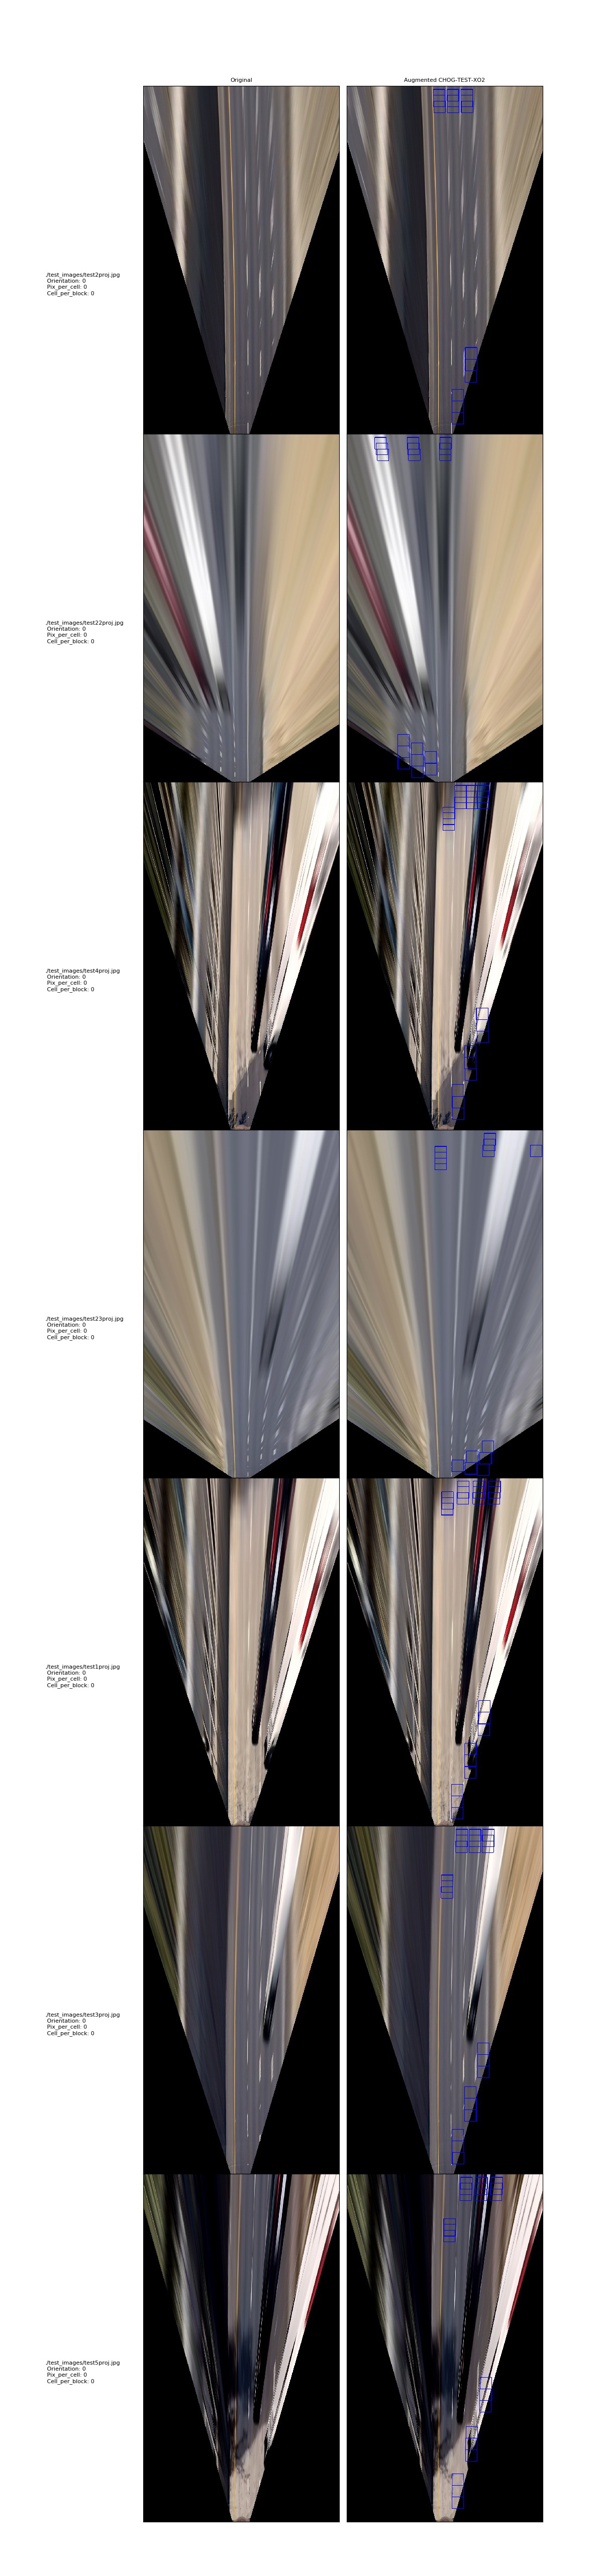 Original
Augmented CHOG-TEST-XO2
/test_images/test2proj.jpg
Orientation: 0
Pix_per_cell: 0
Cell_per_block: 0
/test_images/test22proj.jpg
Orientation: 0
Pix_per_cell: 0
Cell_per_block: 0
/test_images/test4proj.jpg
Orientation: 0
Pix_per_cell: 0
Cell_per_block: 0
/test_images/test23proj.jpg
Orientation: 0
Pix_per_cell: 0
Cell_per_block: 0
/test_images/test1proj.jpg
Orientation: 0
Pix_per_cell: 0
Cell_per_block: 0
/test_images/test3proj.jpg
Orientation: 0
Pix_per_cell: 0
Cell_per_block: 0
/test_images/test5proj.jpg
Orientation: 0
Pix_per_cell: 0
Cell_per_block: 0